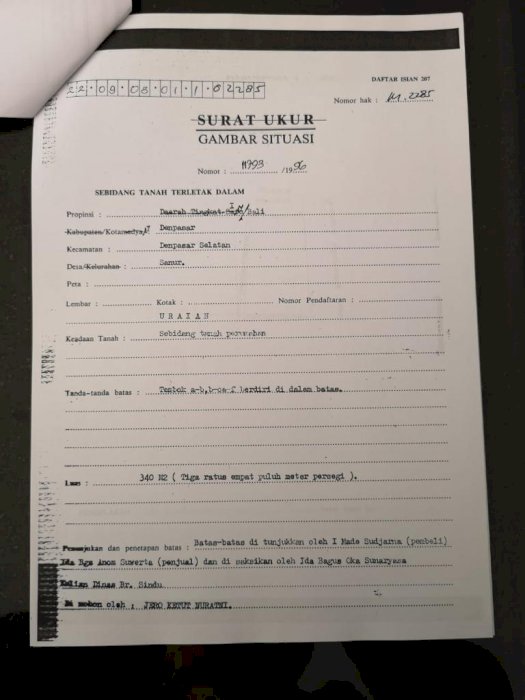 DAFTAR ISIAN 207
22.09.03.01.1.02285
Nomor hak : M.2285
SURAT UKUR
GAMBAR SITUASI
Nomor : 11793 /1996
SEBIDANG TANAH TERLETAK DALAM
Propinsi : Daerah Tingkat I Bali
Kabupaten/Kotamadya Denpasar
Kecamatan : Denpasar Selatan
Desa/Kelurahan : Sanur.
Peta :
Lembar : Kotak : Nomor Pendaftaran :
URAIAN
Keadaan Tanah : Sebidang tanah perumahan
Tanda-tanda batas : Tembok a-b, berdiri di dalam batas.
Luas : 340 M2 ( Tiga ratus empat puluh meter persegi ).
Penunjukan dan penetapan batas : Batas-batas di tunjukkan oleh I Made Sudjama (pembeli)
Ida Bgs Anom Suwerta (penjual) dan di saksikan oleh Ida Bagus Oka Sunaryasa
Kelian Dinas Br. Sindu
Di mohon oleh : JERO KETUT NURATNI.